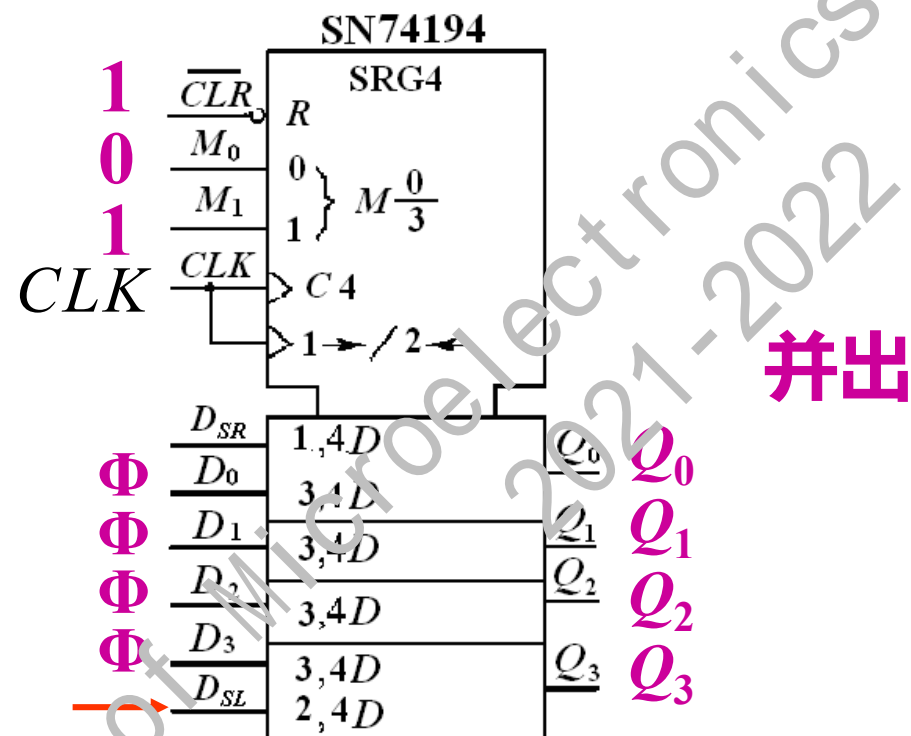 SN74194
SRG4
1 CLR R
0 M0 0
1 M1 1
M 0/3
CLK CLK C4
1→/2←
并出
DSR 1,4D
Φ D0 3,4D Q0 Q0
Φ D1 3,4D Q1 Q1
Φ D2 3,4D Q2 Q2
Φ D3 3,4D Q3 Q3
DSL 2,4D
of Microelectronics
2021-2022